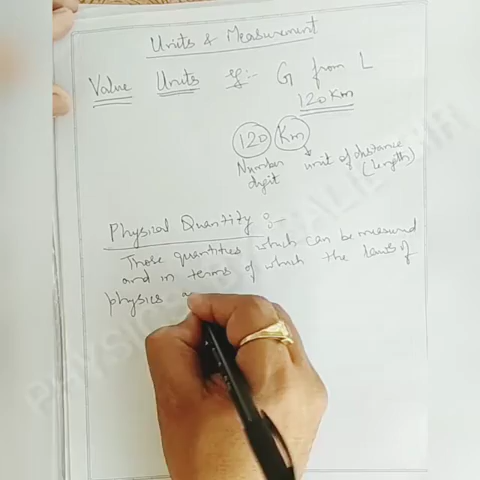 Units & Measurement
Value Units eg:- G from L
120 Km
120 Km
Number digit unit of distance (length)
Physical Quantity :-
Those quantities which can be measured
and in terms of which the laws of
physics